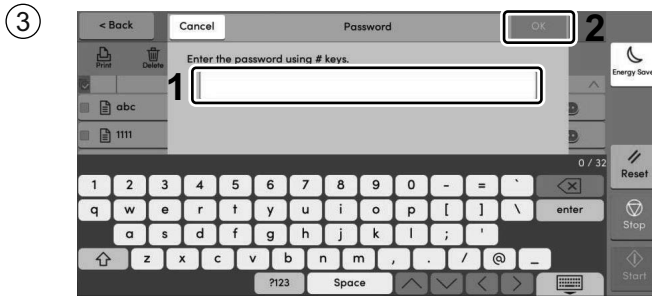 3
< Back
Cancel
Password
OK
2
Print
Delete
Enter the password using # keys.
1
Energy Save
abc
1111
0 / 32
Reset
1 2 3 4 5 6 7 8 9 0 - = `
q w e r t y u i o p [ ] \ enter
a s d f g h j k l ; '
Stop
z x c v b n m , . / @ _
?123 Space
Start